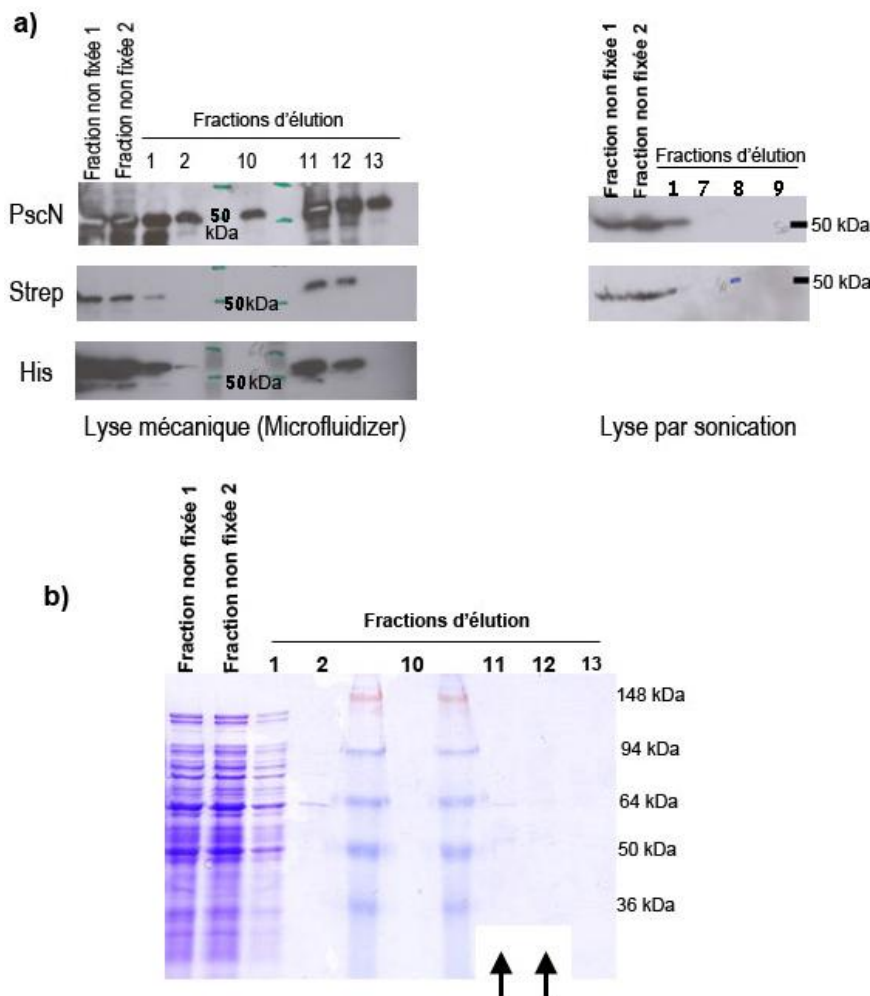 a)
Fraction non fixée 1
Fraction non fixée 2
Fractions d'élution
1 2 10 11 12 13
PscN
50
kDa
Strep
50kDa
His
50kDa
Lyse mécanique (Microfluidizer)
Fraction non fixée 1
Fraction non fixée 2
Fractions d'élution
1 7 8 9
50 kDa
50 kDa
Lyse par sonication
b)
Fraction non fixée 1
Fraction non fixée 2
Fractions d'élution
1 2 10 11 12 13
148 kDa
94 kDa
64 kDa
50 kDa
36 kDa